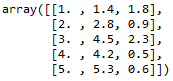 array([[1. , 1.4, 1.8],
[2. , 2.8, 0.9],
[3. , 4.5, 2.3],
[4. , 4.2, 0.5],
[5. , 5.3, 0.6]])